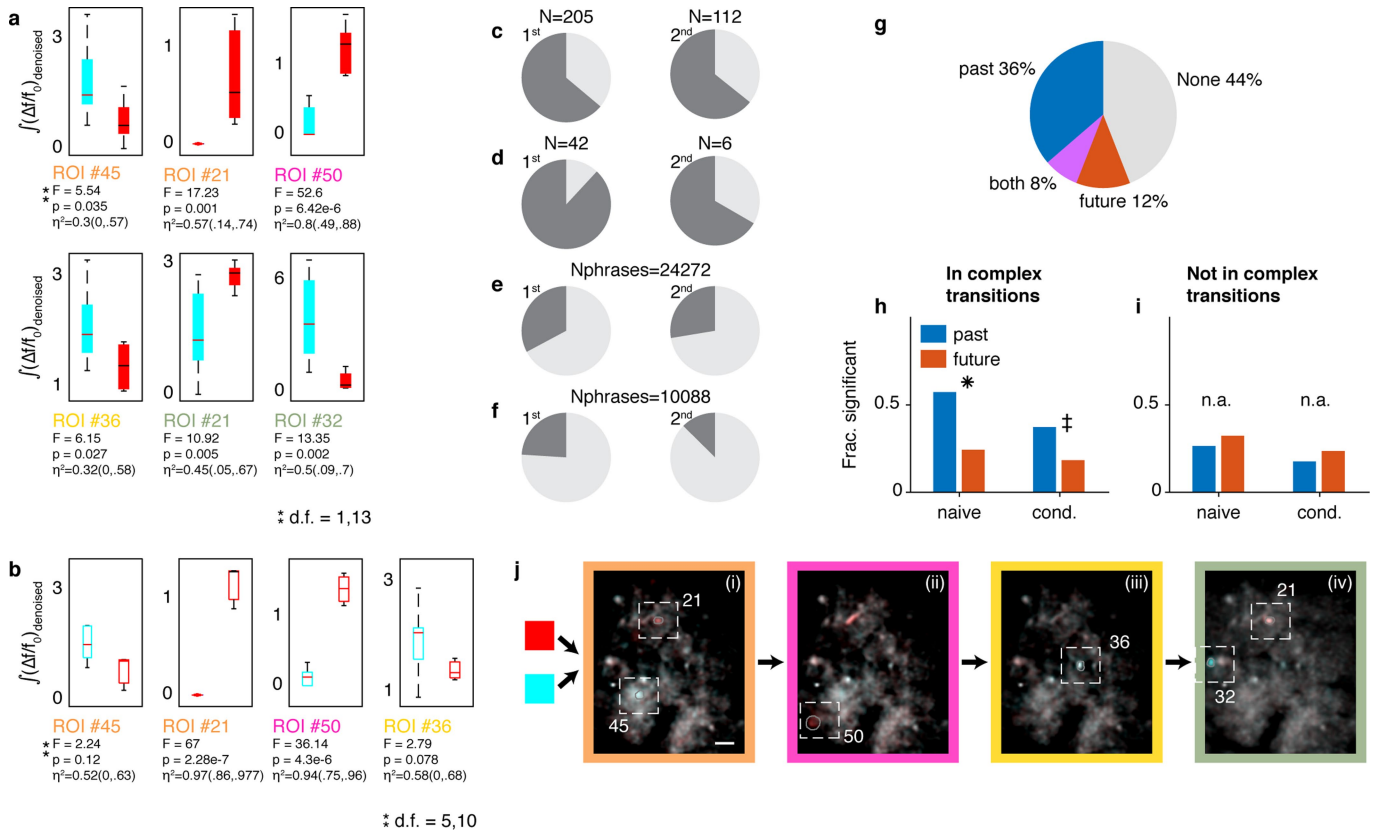 a
∫(Δf/f₀)denoised
3
0
1
0
1
0
ROI #45
ROI #21
ROI #50
** F = 5.54
p = 0.035
η²=0.3(0,.57)
F = 17.23
p = 0.001
η²=0.57(.14,.74)
F = 52.6
p = 6.42e-6
η²=0.8(.49,.88)
∫(Δf/f₀)denoised
3
1
3
0
6
0
ROI #36
ROI #21
ROI #32
F = 6.15
p = 0.027
η²=0.32(0,.58)
F = 10.92
p = 0.005
η²=0.45(.05,.67)
F = 13.35
p = 0.002
η²=0.5(.09,.7)
** d.f. = 1,13
b
∫(Δf/f₀)denoised
3
0
1
0
1
0
3
1
ROI #45
ROI #21
ROI #50
ROI #36
** F = 2.24
p = 0.12
η²=0.52(0,.63)
F = 67
p = 2.28e-7
η²=0.97(.86,.977)
F = 36.14
p = 4.3e-6
η²=0.94(.75,.96)
F = 2.79
p = 0.078
η²=0.58(0,.68)
** d.f. = 5,10
c
N=205
N=112
1st
2nd
d
N=42
N=6
1st
2nd
e
Nphrases=24272
1st
2nd
f
Nphrases=10088
1st
2nd
g
past 36%
None 44%
both 8%
future 12%
h
In complex
transitions
past
future
Frac. significant
0.5
0
*
‡
naive
cond.
i
Not in complex
transitions
0.5
0
n.a.
n.a.
naive
cond.
j
(i)
21
45
(ii)
50
(iii)
36
(iv)
21
32